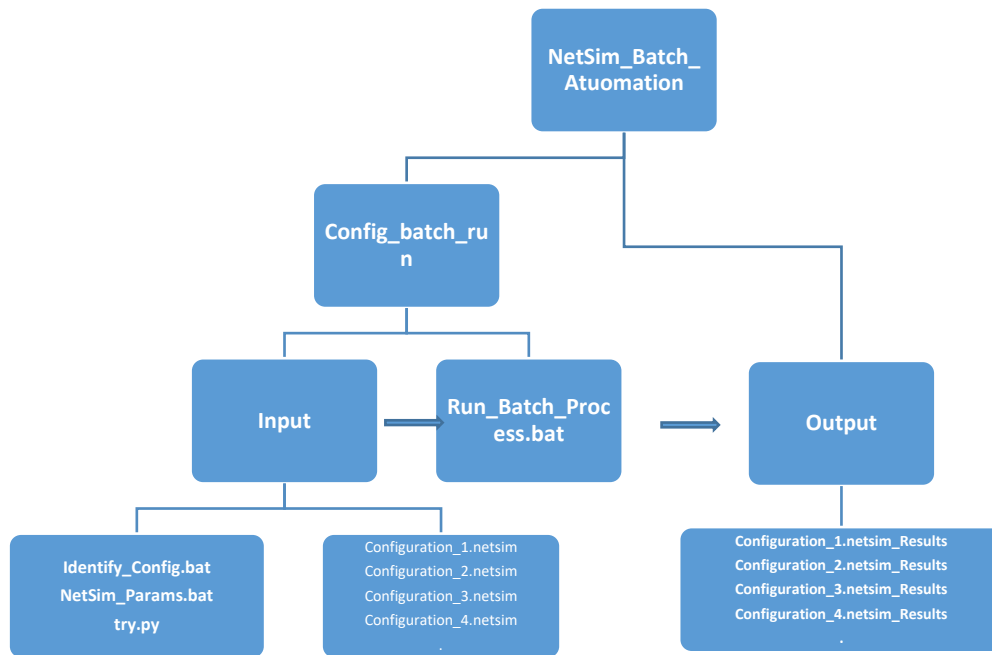 NetSim_Batch_
Atuomation
Config_batch_ru
n
Input
Run_Batch_Proc
ess.bat
Output
Identify_Config.bat
NetSim_Params.bat
try.py
Configuration_1.netsim
Configuration_2.netsim
Configuration_3.netsim
Configuration_4.netsim
.
Configuration_1.netsim_Results
Configuration_2.netsim_Results
Configuration_3.netsim_Results
Configuration_4.netsim_Results
.